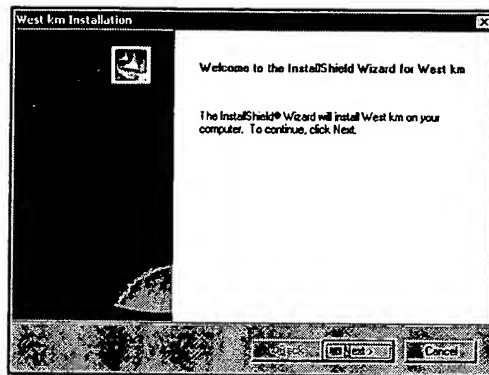 West km Installation
Welcome to the InstallShield Wizard for West km
The InstallShield® Wizard will install West km on your
computer. To continue, click Next.
< Back
Next >
Cancel